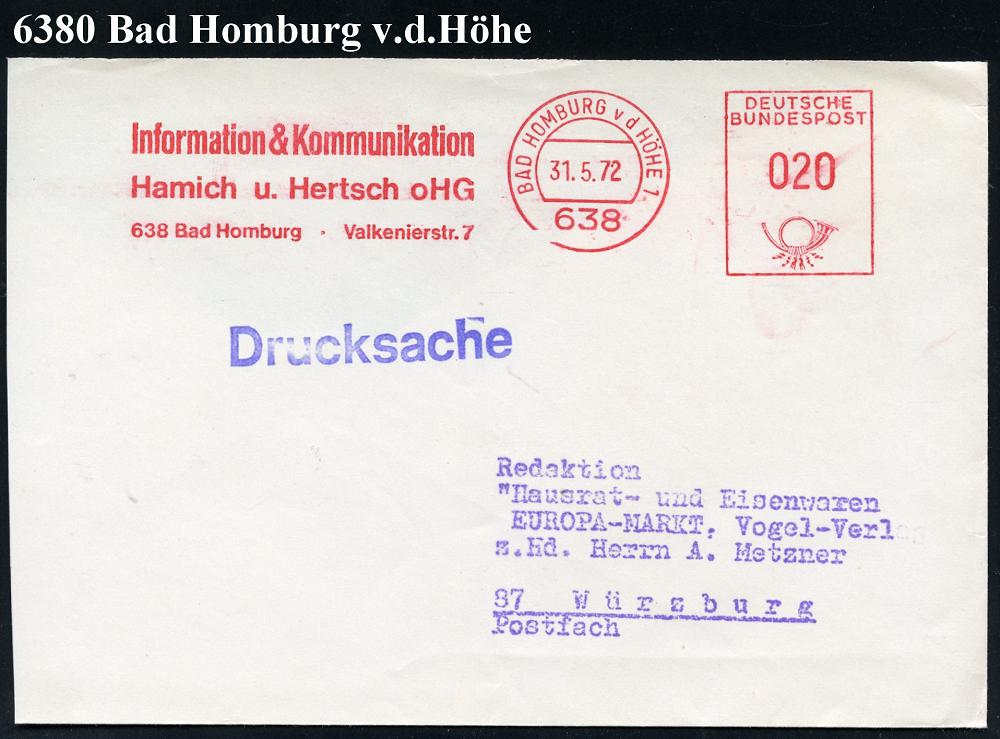 6380 Bad Homburg v.d.Höhe
Information & Kommunikation
Hamich u. Hertsch oHG
638 Bad Homburg · Valkenierstr. 7
BAD HOMBURG v d HÖHE 1
31.5.72
638
DEUTSCHE
BUNDESPOST
020
Drucksache
Redaktion
"Hausrat- und Eisenwaren
EUROPA-MARKT, Vogel-Verlag
z.Hd. Herrn A. Metzner
87 Würzburg
Postfach